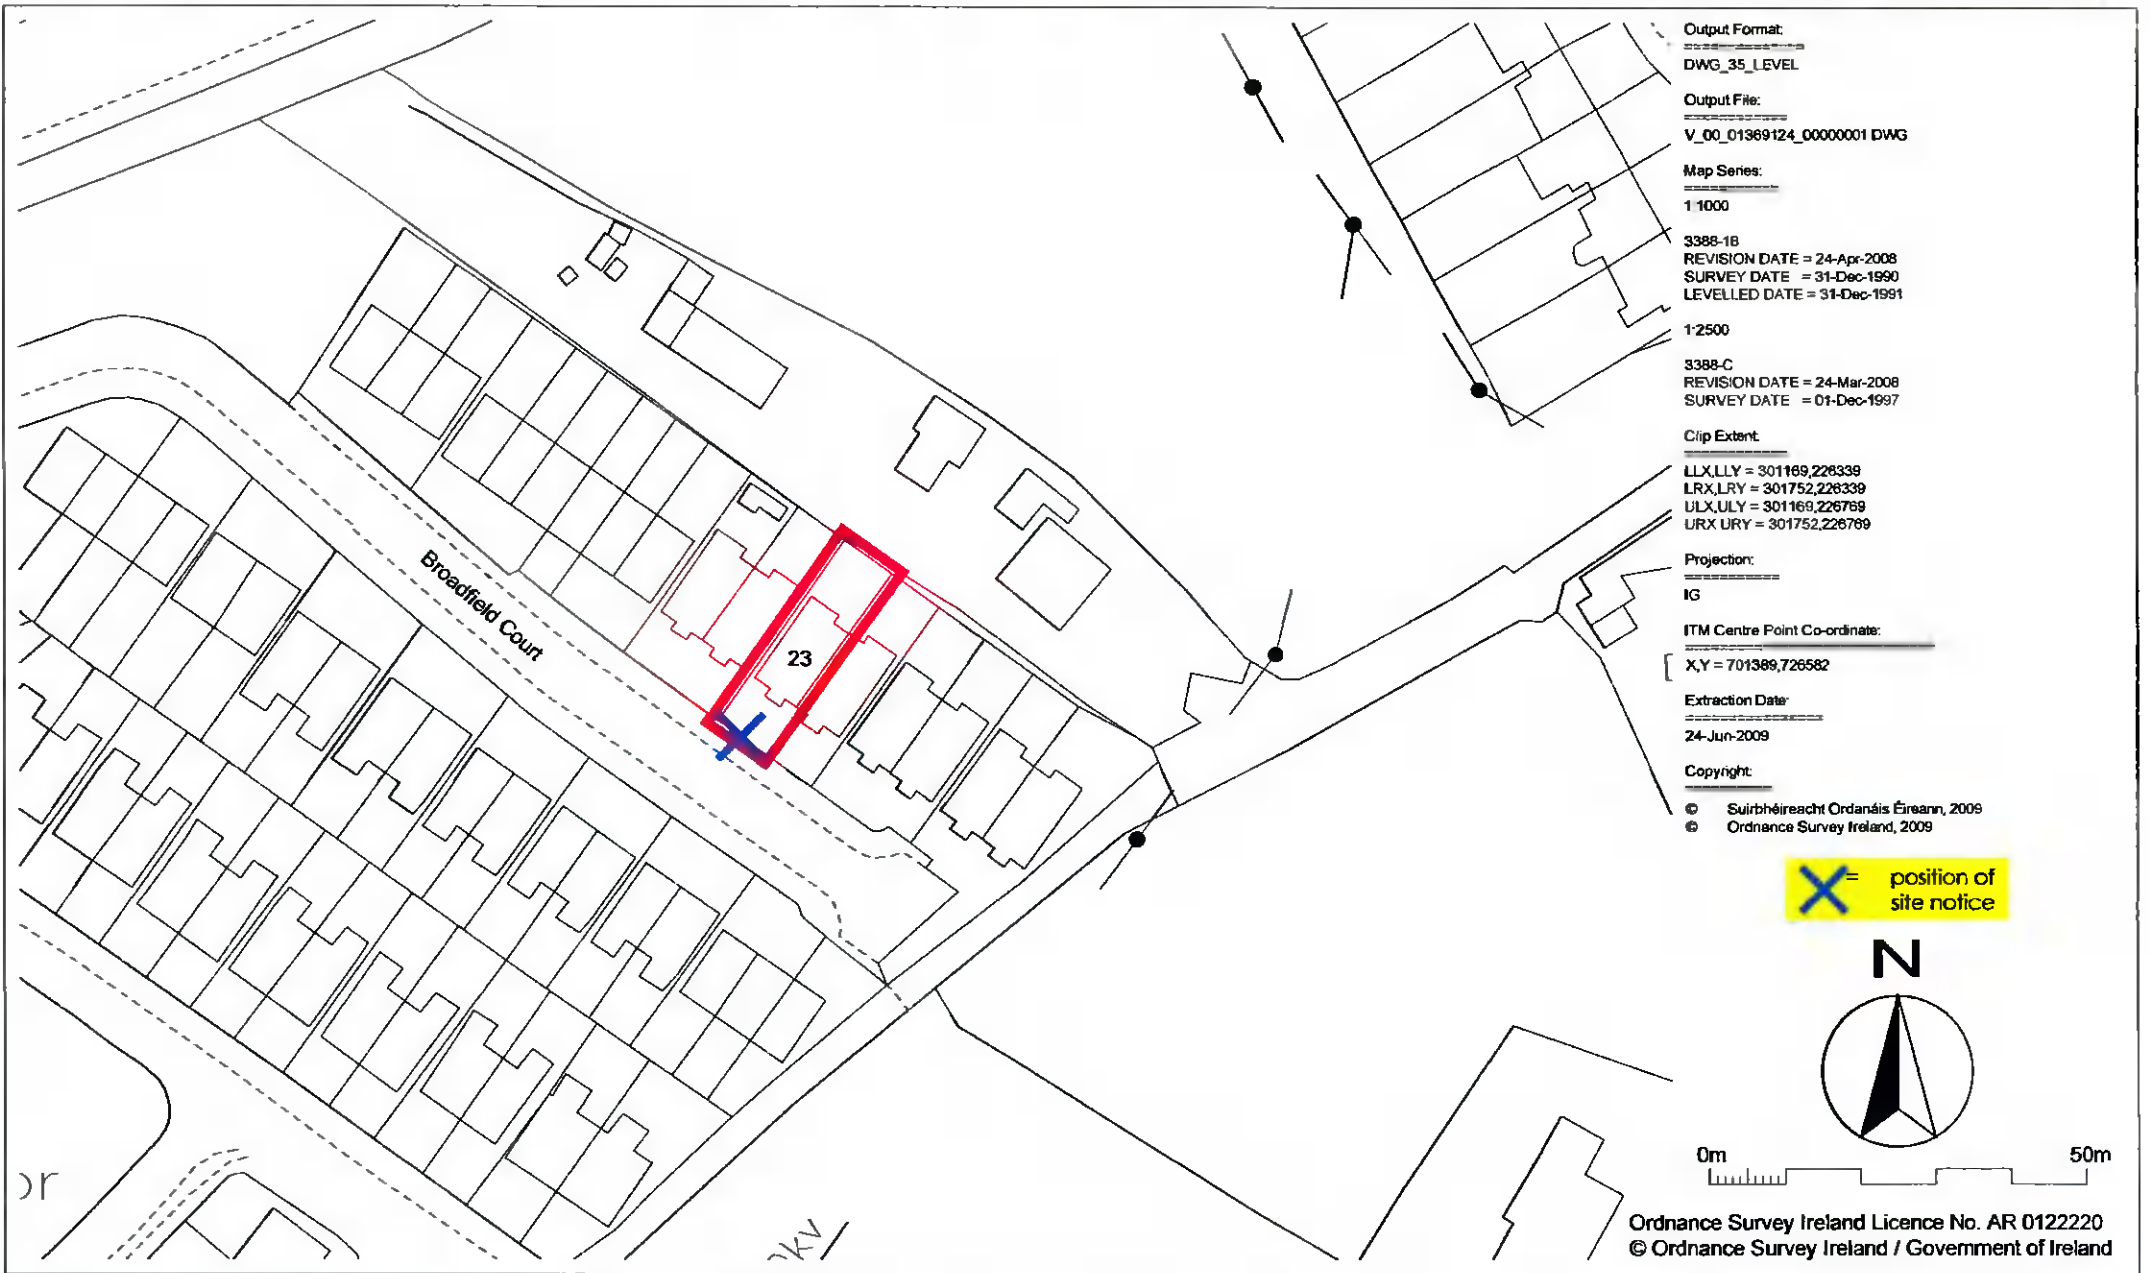 Output Format:
DWG_35_LEVEL
Output File:
V_00_01369124_00000001 DWG
Map Series:
1 1000
3388-18
REVISION DATE = 24-Apr-2008
SURVEY DATE = 31-Dec-1990
LEVELLED DATE = 31-Dec-1991
1:2500
3388-C
REVISION DATE = 24-Mar-2008
SURVEY DATE = 01-Dec-1997
Clip Extent:
LLX,LLY = 301169,226339
LRX,LRY = 301752,226339
ULX,ULY = 301169,226769
URX URY = 301752,226769
Projection:
IG
ITM Centre Point Co-ordinate:
X,Y = 701389,726582
Extraction Date
24-Jun-2009
Copyright:
© Suirbhéireacht Ordanáis Éireann, 2009
© Ordnance Survey Ireland, 2009
= position of
site notice
N
0m 50m
Ordnance Survey Ireland Licence No. AR 0122220
© Ordnance Survey Ireland / Government of Ireland
Broadfield Court
23
or